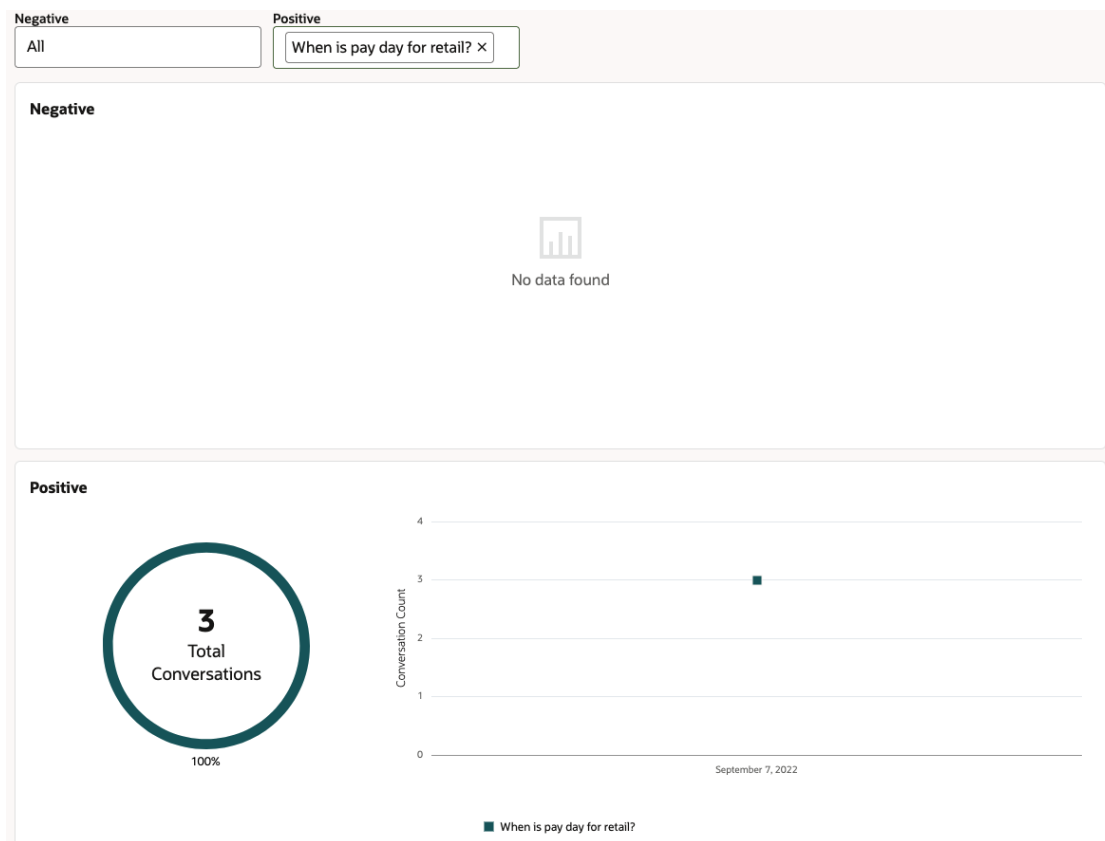 Negative
Positive
All
When is pay day for retail? ×
Negative
No data found
Positive
3
Total
Conversations
100%
Conversation Count
4
3
2
1
0
September 7, 2022
When is pay day for retail?